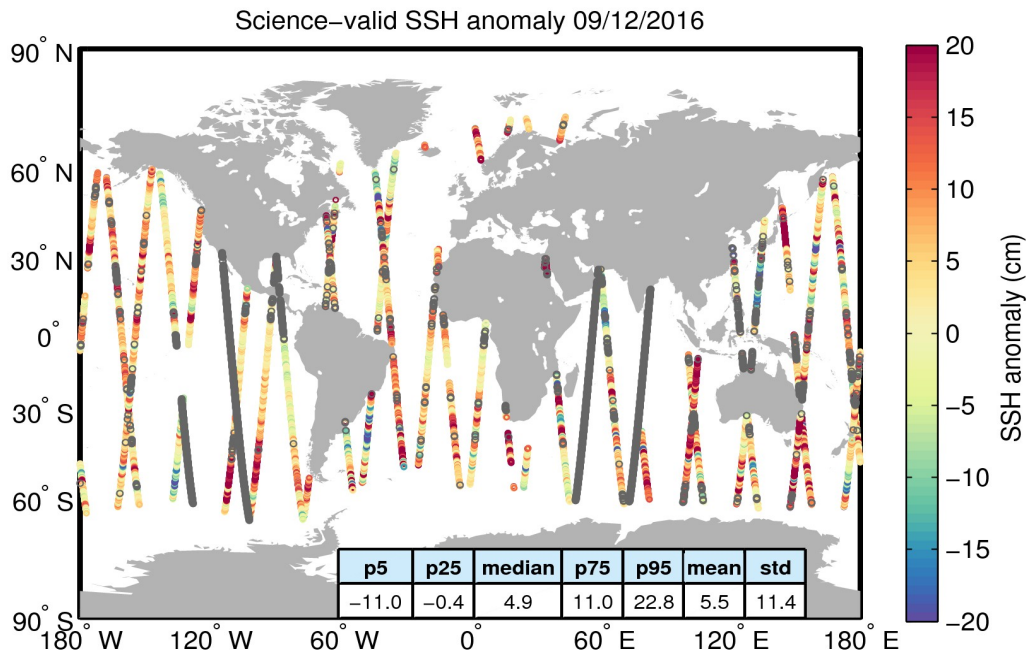 Science−valid SSH anomaly 09/12/2016
90° N
60° N
30° N
0°
30° S
60° S
90° S
180° W
120° W
60° W
0°
60° E
120° E
180° E
p5 p25 median p75 p95 mean std
−11.0 −0.4 4.9 11.0 22.8 5.5 11.4
20
15
10
5
0
−5
−10
−15
−20
SSH anomaly (cm)